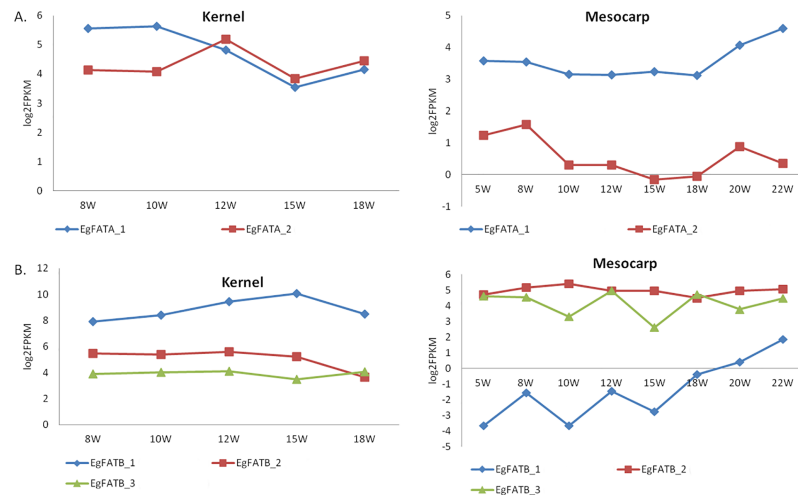 A.
Kernel
log2FPKM
6
5
4
3
2
1
0
8W 10W 12W 15W 18W
EgFATA_1 EgFATA_2
Mesocarp
log2FPKM
5
4
3
2
1
0
-1
5W 8W 10W 12W 15W 18W 20W 22W
EgFATA_1 EgFATA_2
B.
Kernel
log2FPKM
12
10
8
6
4
2
0
8W 10W 12W 15W 18W
EgFATB_1 EgFATB_2
EgFATB_3
Mesocarp
log2FPKM
6
5
4
3
2
1
0
-1
-2
-3
-4
-5
5W 8W 10W 12W 15W 18W 20W 22W
EgFATB_1 EgFATB_2
EgFATB_3